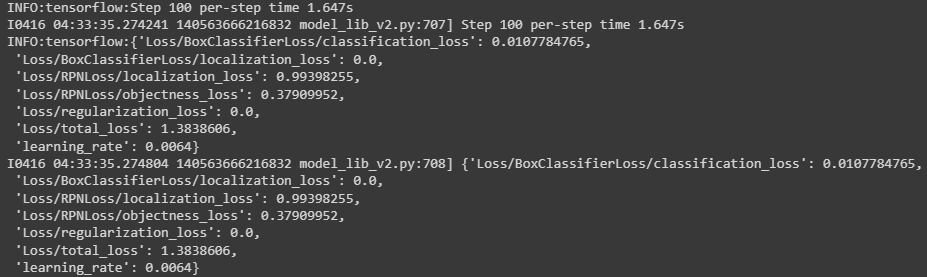 INFO:tensorflow:Step 100 per-step time 1.647s
I0416 04:33:35.274241 140563666216832 model_lib_v2.py:707] Step 100 per-step time 1.647s
INFO:tensorflow:{'Loss/BoxClassifierLoss/classification_loss': 0.0107784765,
 'Loss/BoxClassifierLoss/localization_loss': 0.0,
 'Loss/RPNLoss/localization_loss': 0.99398255,
 'Loss/RPNLoss/objectness_loss': 0.37909952,
 'Loss/regularization_loss': 0.0,
 'Loss/total_loss': 1.3838606,
 'learning_rate': 0.0064}
I0416 04:33:35.274804 140563666216832 model_lib_v2.py:708] {'Loss/BoxClassifierLoss/classification_loss': 0.0107784765,
 'Loss/BoxClassifierLoss/localization_loss': 0.0,
 'Loss/RPNLoss/localization_loss': 0.99398255,
 'Loss/RPNLoss/objectness_loss': 0.37909952,
 'Loss/regularization_loss': 0.0,
 'Loss/total_loss': 1.3838606,
 'learning_rate': 0.0064}